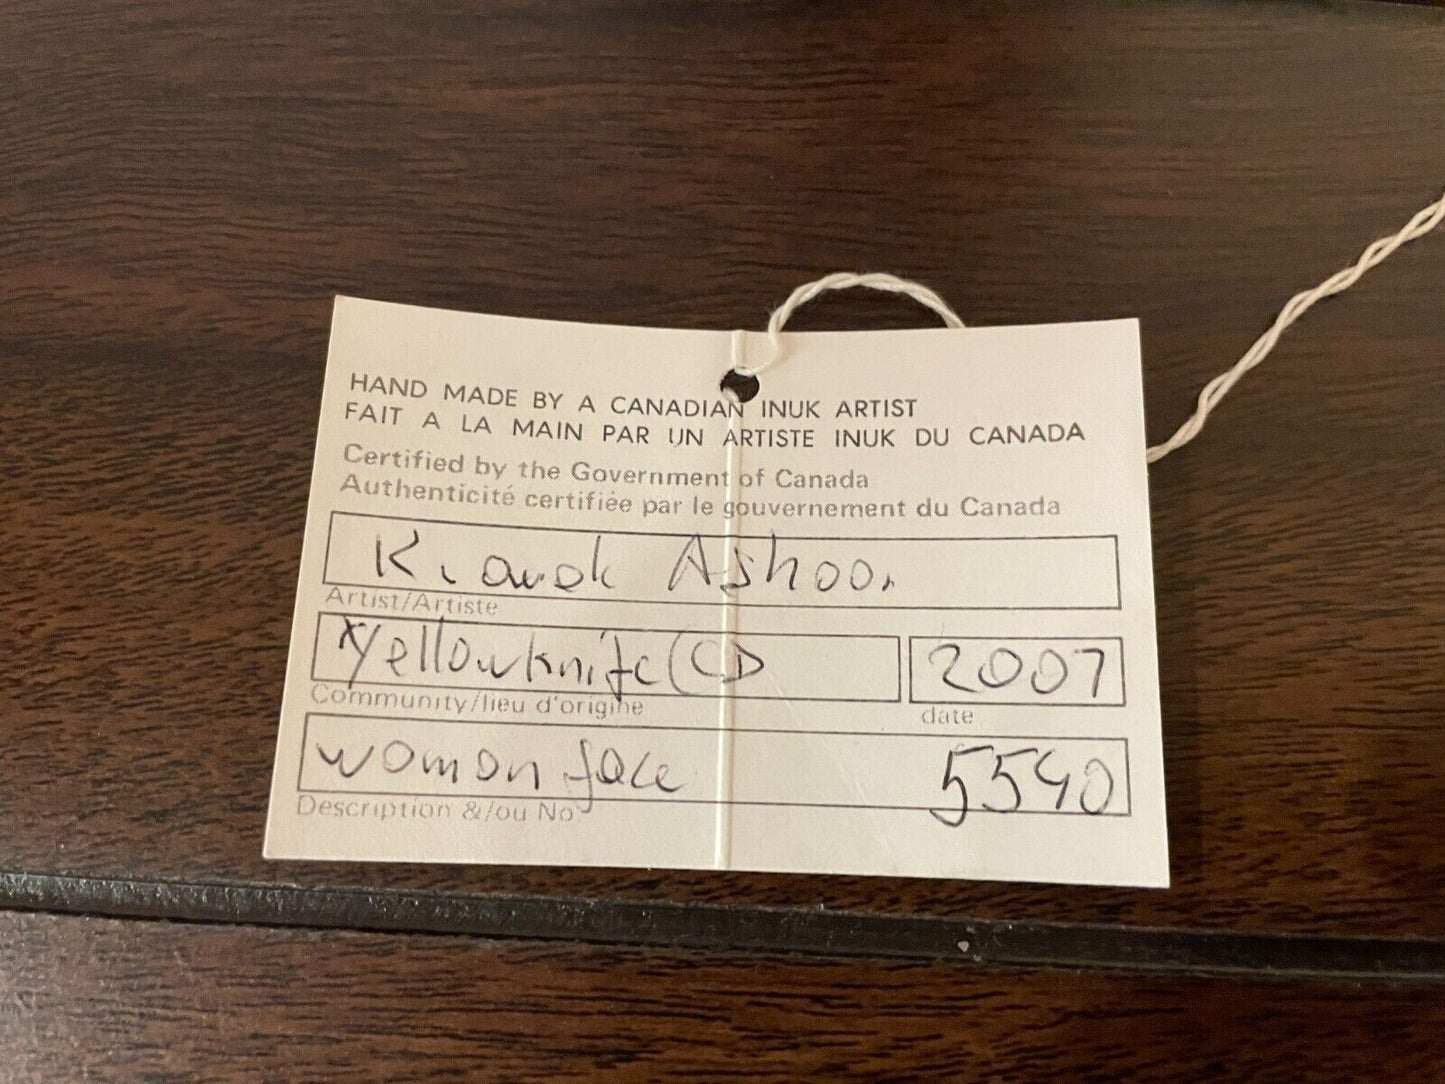 HAND MADE BY A CANADIAN INUK ARTIST
FAIT A LA MAIN PAR UN ARTISTE INUK DU CANADA
Certified by the Government of Canada
Authenticité certifiée par le gouvernement du Canada
Ashoon
Artist/Artiste
Yellowknife (CD 2007
Community/lieu d'origine date
woman face 5540
Description &/ou No